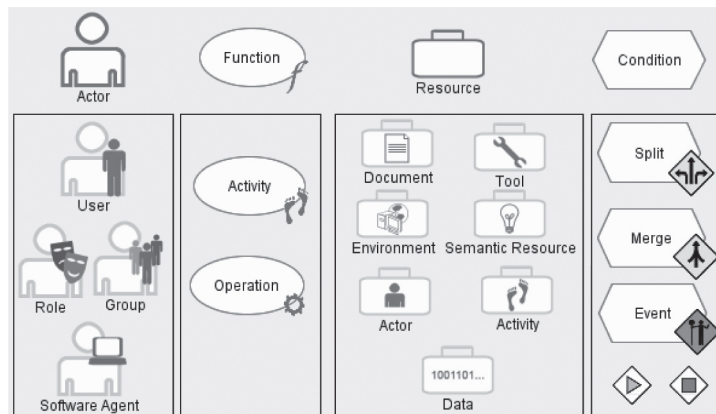 Actor
Function
f
Resource
Condition
User
Role
Group
Software Agent
Activity
Operation
Document
Tool
Environment
Semantic Resource
Actor
Activity
1001101...
Data
Split
Merge
Event